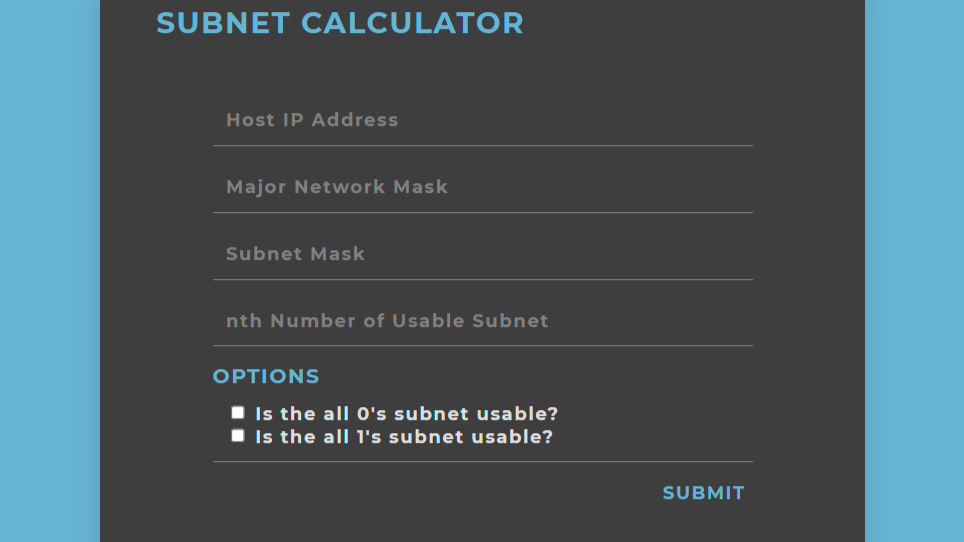 SUBNET CALCULATOR
Host IP Address
Major Network Mask
Subnet Mask
nth Number of Usable Subnet
OPTIONS
Is the all 0's subnet usable?
Is the all 1's subnet usable?
SUBMIT